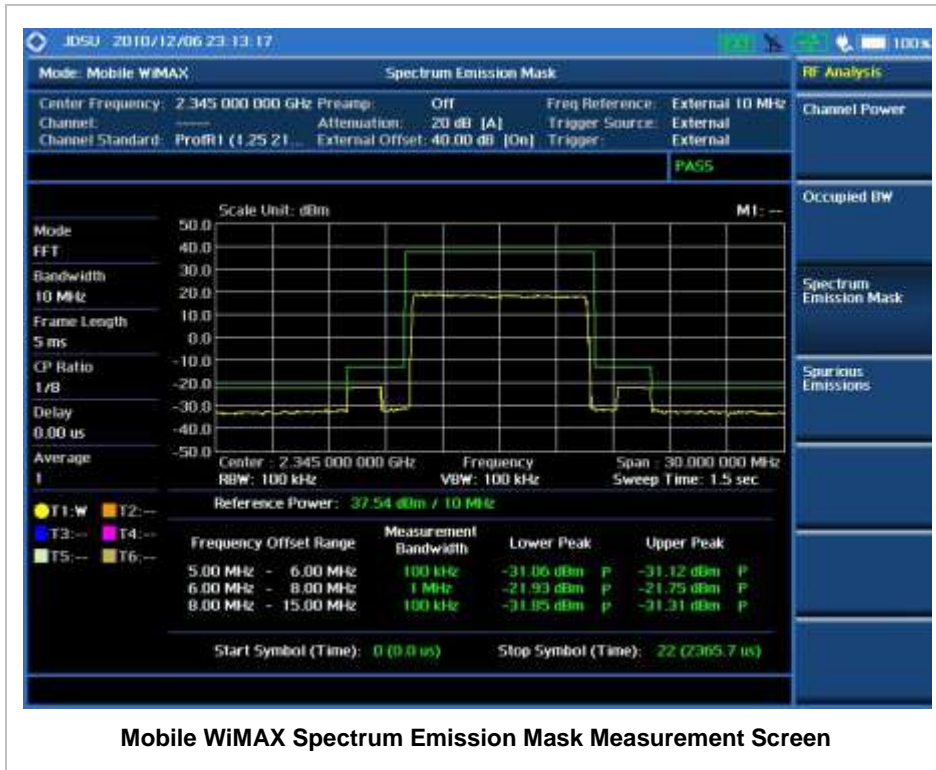 JDSU 2010/12/06 23:13:17 100%
Mode: Mobile WiMAX Spectrum Emission Mask RF Analysis
Center Frequency: 2.345 000 000 GHz Preamp: Off Freq Reference: External 10 MHz
Channel: ----- Attenuation: 20 dB [A] Trigger Source: External
Channel Standard: ProfR1 (1.25 21... External Offset: 40.00 dB [On] Trigger: External
PASS
Channel Power
Occupied BW
Spectrum
Emission Mask
Spurious
Emissions
Mode
FFT
Bandwidth
10 MHz
Frame Length
5 ms
CP Ratio
1/8
Delay
0.00 us
Average
1
T1:W T2:--
T3:-- T4:--
T5:-- T6:--
Scale Unit: dBm M1: --
50.0
40.0
30.0
20.0
10.0
0.0
-10.0
-20.0
-30.0
-40.0
-50.0
Center : 2.345 000 000 GHz Frequency Span : 30.000 000 MHz
RBW: 100 kHz VBW: 100 kHz Sweep Time: 1.5 sec
Reference Power: 37.54 dBm / 10 MHz
Frequency Offset Range Measurement Bandwidth Lower Peak Upper Peak
5.00 MHz - 6.00 MHz 100 kHz -31.06 dBm P -31.12 dBm P
6.00 MHz - 8.00 MHz 1 MHz -21.93 dBm P -21.75 dBm P
8.00 MHz - 15.00 MHz 100 kHz -31.85 dBm P -31.31 dBm P
Start Symbol (Time): 0 (0.0 us) Stop Symbol (Time): 22 (2365.7 us)
Mobile WiMAX Spectrum Emission Mask Measurement Screen